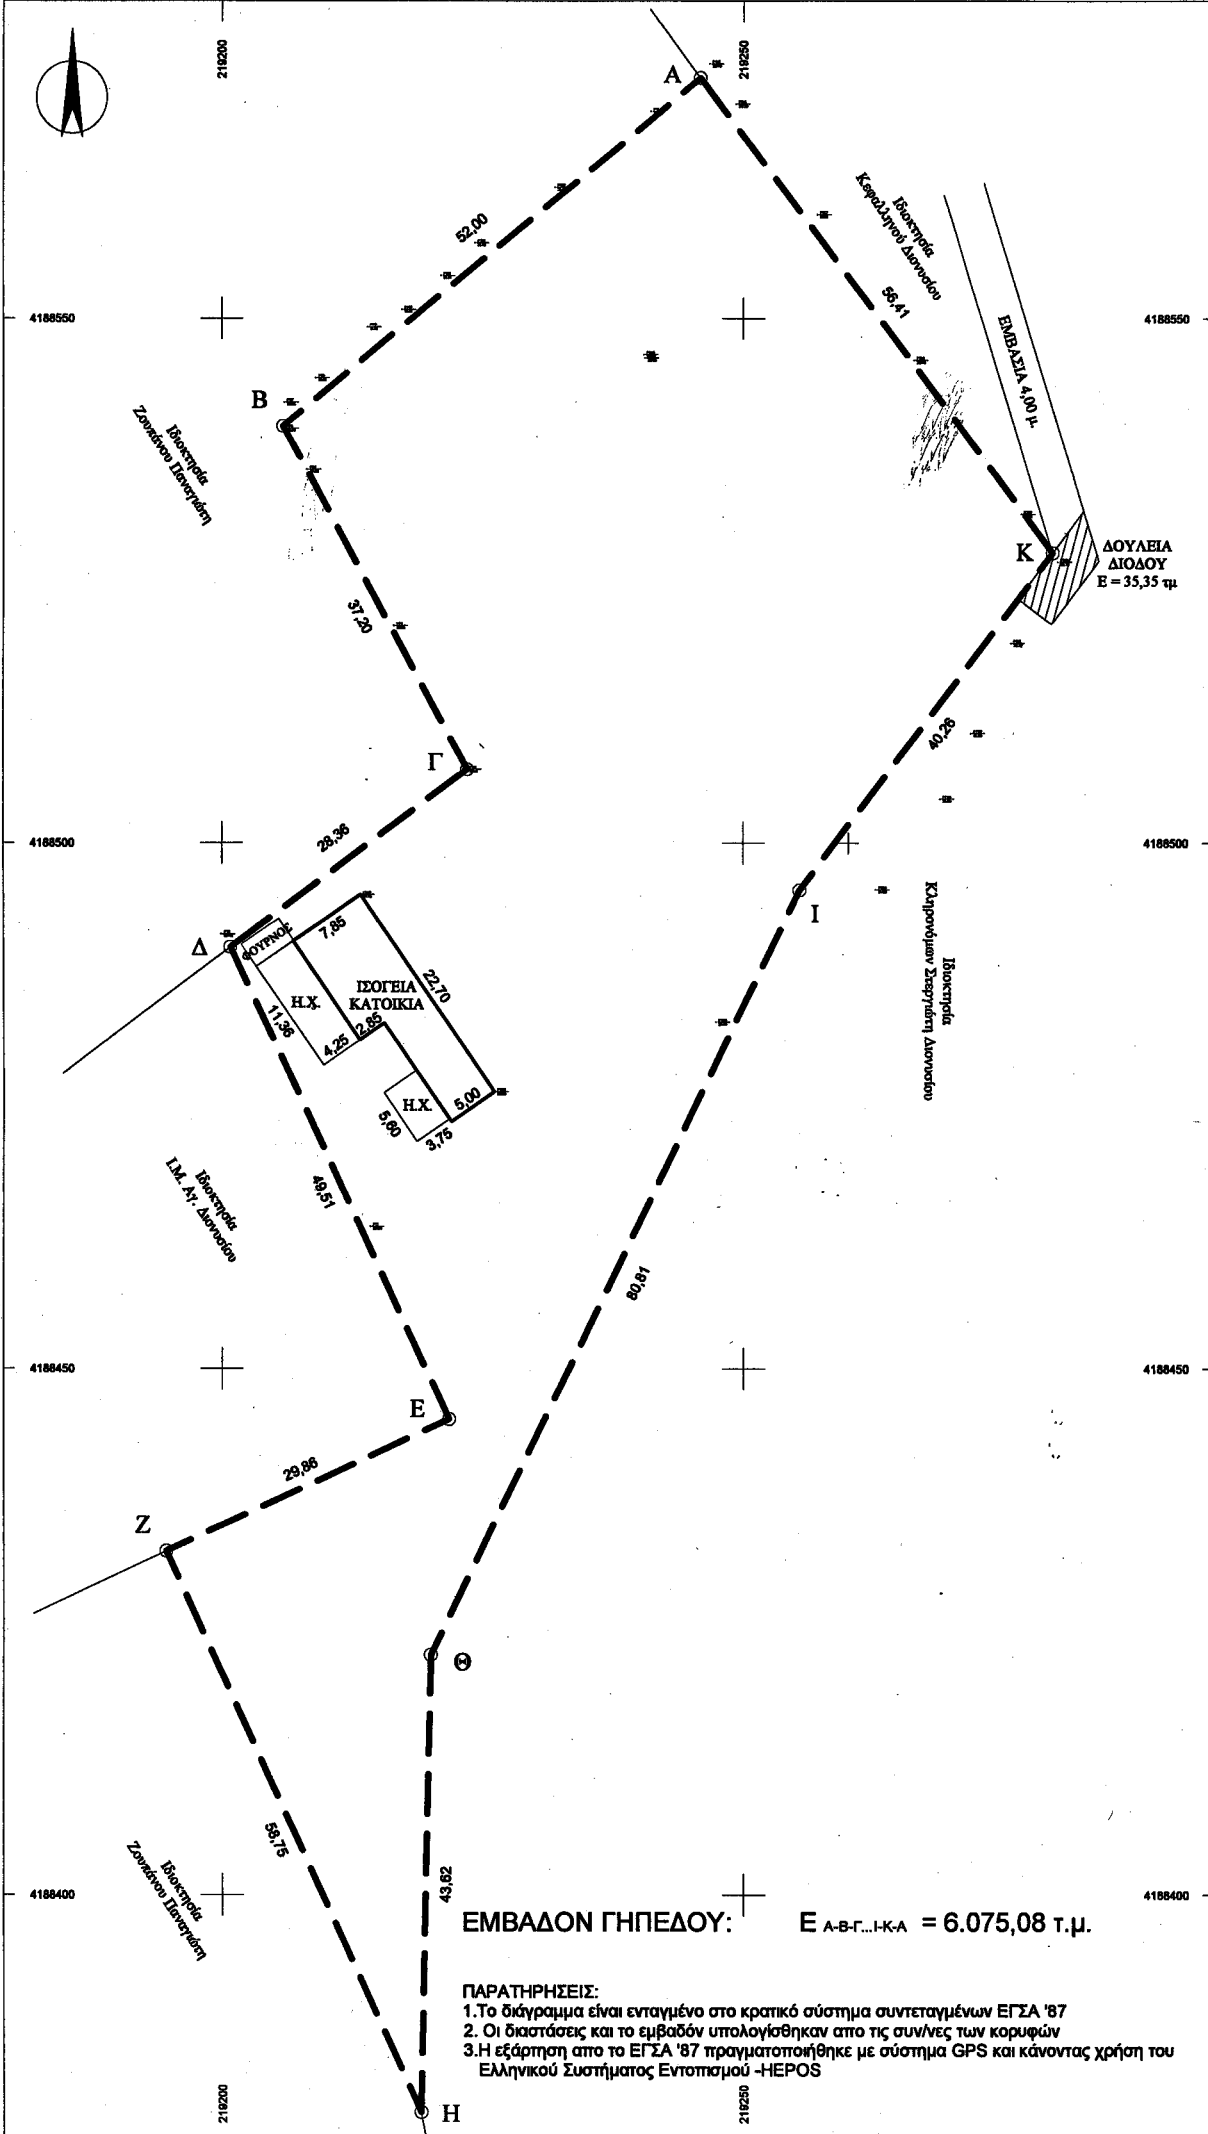 219200
219250
Α
52,00
Ιδιοκτησία
Κεφαλληνού Διονυσίου
56,41
4188550
4188550
ΕΜΒΑΣΙΑ 4,00 μ.
Β
Ιδιοκτησία
Ζουπάνου Παναγιώτη
Κ
ΔΟΥΛΕΙΑ
ΔΙΟΔΟΥ
Ε = 35,35 τμ
37,20
40,26
Γ
28,36
4188500
4188500
Ι
Δ
ΦΟΥΡΝΟΣ
7,85
22,70
Η.Χ.
ΙΣΟΓΕΙΑ
ΚΑΤΟΙΚΙΑ
11,36
4,25
2,85
Η.Χ.
5,00
5,60
3,75
Ιδιοκτησία
Κληρονόμων Στεργιώτη Διονυσίου
Ιδιοκτησία
Ι.Μ. Αγ. Διονυσίου
49,51
80,81
4188450
4188450
Ε
29,86
Ζ
Θ
58,75
Ιδιοκτησία
Ζουπάνου Παναγιώτη
43,62
4188400
4188400
ΕΜΒΑΔΟΝ ΓΗΠΕΔΟΥ: Ε Α-Β-Γ...Ι-Κ-Α = 6.075,08 τ.μ.
ΠΑΡΑΤΗΡΗΣΕΙΣ:
1.Το διάγραμμα είναι ενταγμένο στο κρατικό σύστημα συντεταγμένων ΕΓΣΑ '87
2. Οι διαστάσεις και το εμβαδόν υπολογίσθηκαν απο τις συν/νες των κορυφών
3.Η εξάρτηση απο το ΕΓΣΑ '87 πραγματοποιήθηκε με σύστημα GPS και κάνοντας χρήση του
Ελληνικού Συστήματος Εντοπισμού -HEPOS
219200
219250
Η